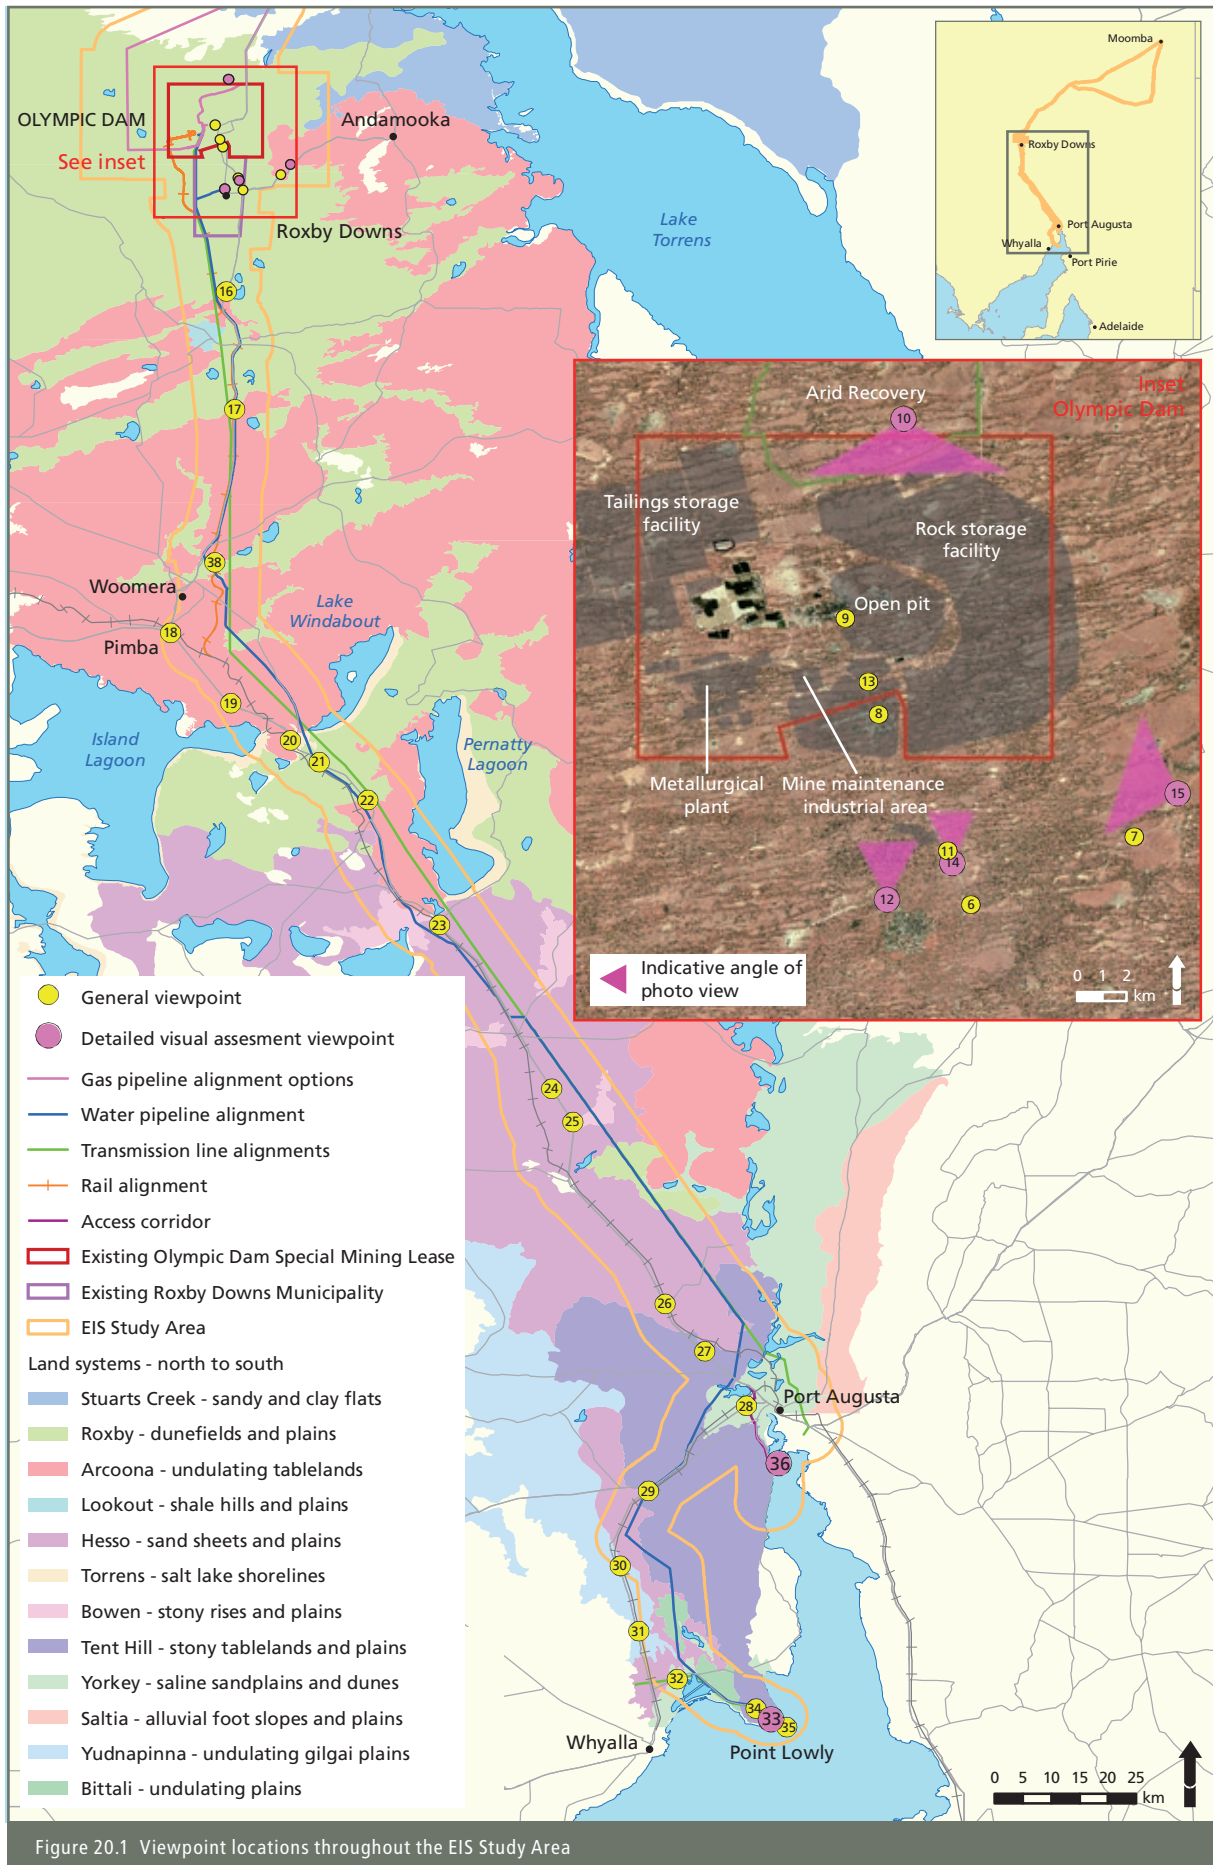 OLYMPIC DAM
See inset
Andamooka
Roxby Downs
Lake
Torrens
16
17
38
Woomera
18
Pimba
Lake
Windabout
19
20
21
22
Island
Lagoon
Pernatty
Lagoon
23
24
25
26
27
28
Port Augusta
36
29
30
31
32
34
33
35
Whyalla
Point Lowly
Moomba
Roxby Downs
Port Augusta
Whyalla
Port Pirie
Adelaide
Inset
Olympic Dam
Arid Recovery
10
Tailings storage
facility
Rock storage
facility
Open pit
9
13
8
Metallurgical
plant
Mine maintenance
industrial area
15
7
11
14
12
6
Indicative angle of
photo view
0 1 2
km
General viewpoint
Detailed visual assesment viewpoint
Gas pipeline alignment options
Water pipeline alignment
Transmission line alignments
Rail alignment
Access corridor
Existing Olympic Dam Special Mining Lease
Existing Roxby Downs Municipality
EIS Study Area
Land systems - north to south
Stuarts Creek - sandy and clay flats
Roxby - dunefields and plains
Arcoona - undulating tablelands
Lookout - shale hills and plains
Hesso - sand sheets and plains
Torrens - salt lake shorelines
Bowen - stony rises and plains
Tent Hill - stony tablelands and plains
Yorkey - saline sandplains and dunes
Saltia - alluvial foot slopes and plains
Yudnapinna - undulating gilgai plains
Bittali - undulating plains
0 5 10 15 20 25
km
Figure 20.1 Viewpoint locations throughout the EIS Study Area